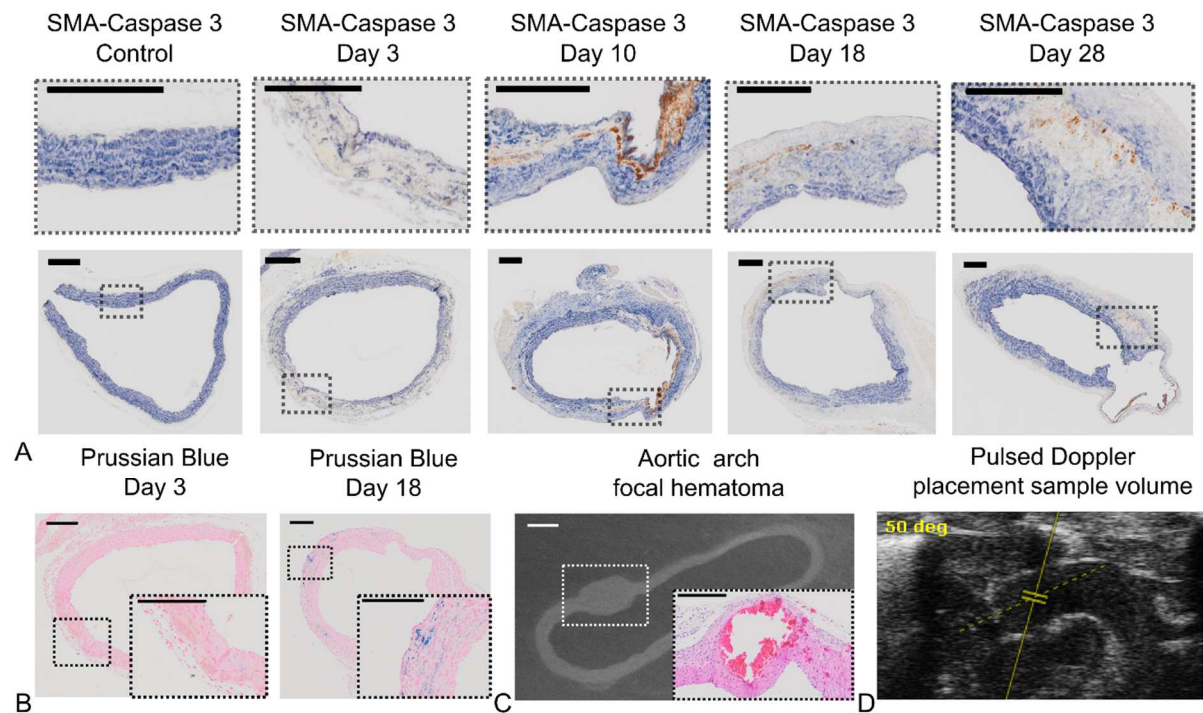 SMA-Caspase 3
Control
SMA-Caspase 3
Day 3
SMA-Caspase 3
Day 10
SMA-Caspase 3
Day 18
SMA-Caspase 3
Day 28
A
Prussian Blue
Day 3
Prussian Blue
Day 18
Aortic arch
focal hematoma
Pulsed Doppler
placement sample volume
50 deg
B
C
D